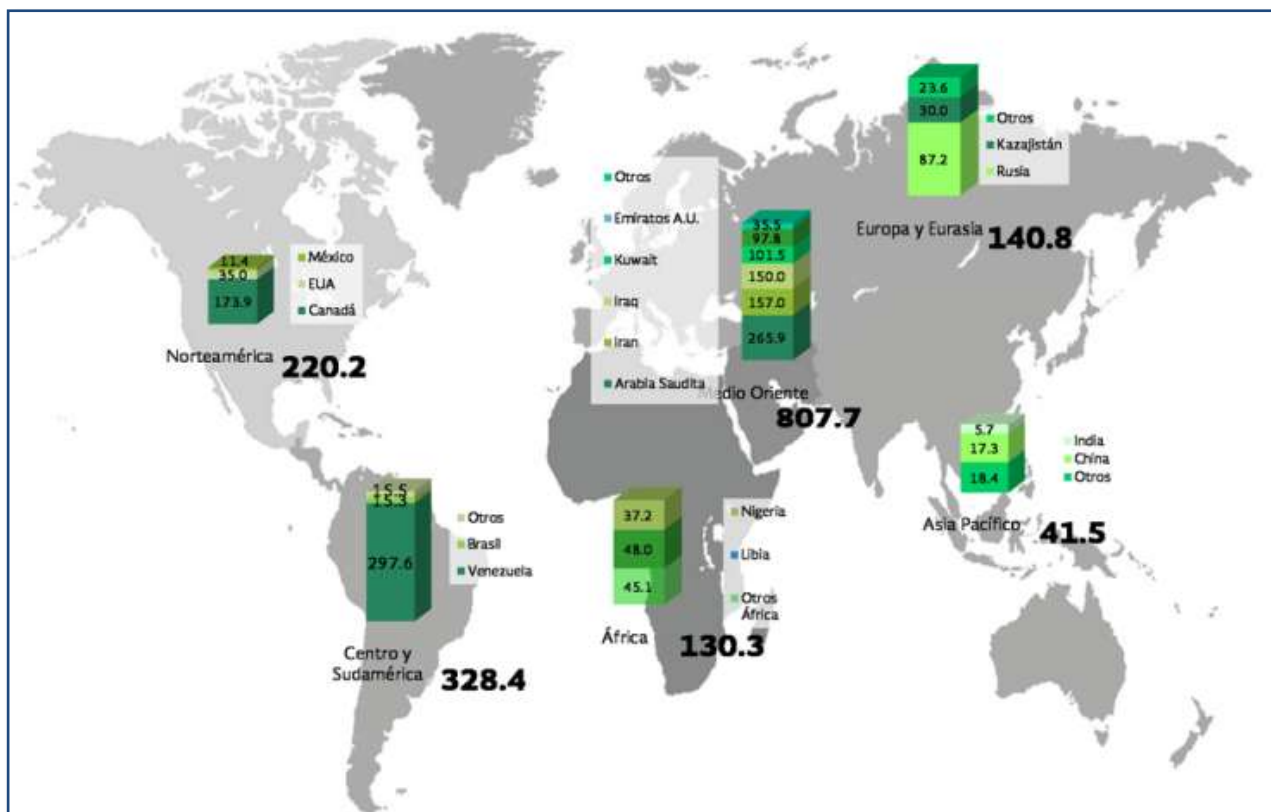 23.6
30.0
87.2
Otros
Kazajistán
Rusia
Europa y Eurasia 140.8
Otros
Emiratos A.U.
Kuwait
Iraq
Iran
Arabia Saudita
35.5
97.8
101.5
150.0
157.0
265.9
Medio Oriente
807.7
11.4
35.0
173.9
México
EUA
Canadá
Norteamérica 220.2
5.7
17.3
18.4
India
China
Otros
Asia Pacífico 41.5
15.5
15.3
297.6
Otros
Brasil
Venezuela
Centro y
Sudamérica 328.4
37.2
48.0
45.1
Nigeria
Libia
Otros
África
África 130.3